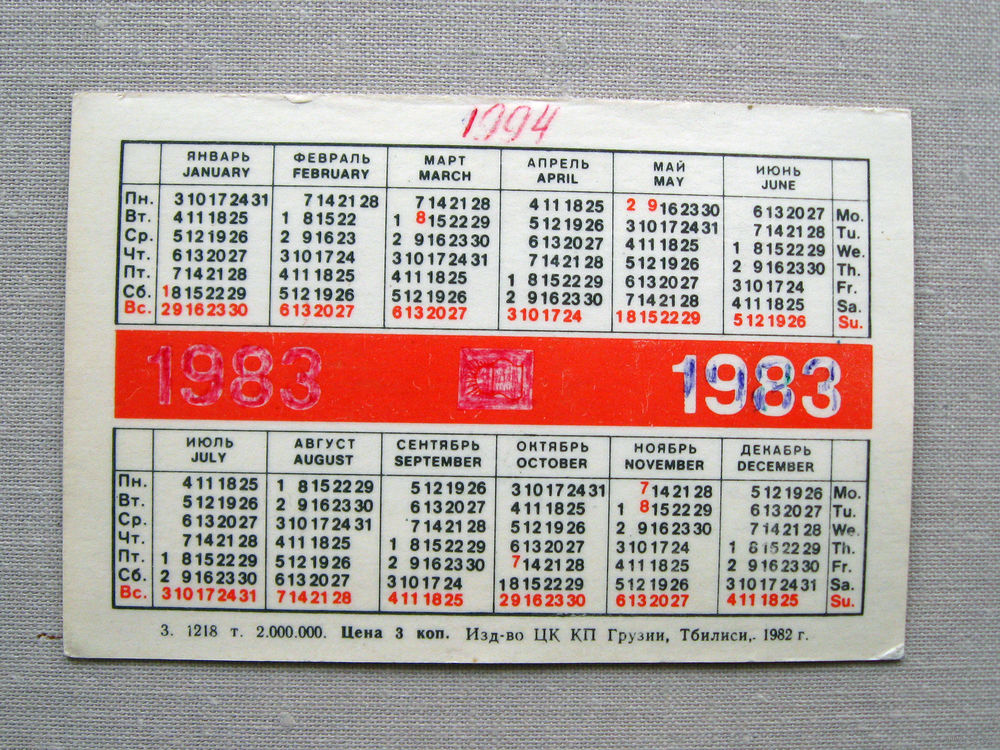 1994
ЯНВАРЬ ФЕВРАЛЬ МАРТ АПРЕЛЬ МАЙ ИЮНЬ
JANUARY FEBRUARY MARCH APRIL MAY JUNE
Пн. 3 10 17 24 31 7 14 21 28 7 14 21 28 4 11 18 25 2 9 16 23 30 6 13 20 27 Mo.
Вт. 4 11 18 25 1 8 15 22 1 8 15 22 29 5 12 19 26 3 10 17 24 31 7 14 21 28 Tu.
Ср. 5 12 19 26 2 9 16 23 2 9 16 23 30 6 13 20 27 4 11 18 25 1 8 15 22 29 We.
Чт. 6 13 20 27 3 10 17 24 3 10 17 24 31 7 14 21 28 5 12 19 26 2 9 16 23 30 Th.
Пт. 7 14 21 28 4 11 18 25 4 11 18 25 1 8 15 22 29 6 13 20 27 3 10 17 24 Fr.
Сб. 1 8 15 22 29 5 12 19 26 5 12 19 26 2 9 16 23 30 7 14 21 28 4 11 18 25 Sa.
Вс. 2 9 16 23 30 6 13 20 27 6 13 20 27 3 10 17 24 1 8 15 22 29 5 12 19 26 Su.
1983 1983
ИЮЛЬ АВГУСТ СЕНТЯБРЬ ОКТЯБРЬ НОЯБРЬ ДЕКАБРЬ
JULY AUGUST SEPTEMBER OCTOBER NOVEMBER DECEMBER
Пн. 4 11 18 25 1 8 15 22 29 5 12 19 26 3 10 17 24 31 7 14 21 28 5 12 19 26 Mo.
Вт. 5 12 19 26 2 9 16 23 30 6 13 20 27 4 11 18 25 1 8 15 22 29 6 13 20 27 Tu.
Ср. 6 13 20 27 3 10 17 24 31 7 14 21 28 5 12 19 26 2 9 16 23 30 7 14 21 28 We.
Чт. 7 14 21 28 4 11 18 25 1 8 15 22 29 6 13 20 27 3 10 17 24 1 8 15 22 29 Th.
Пт. 1 8 15 22 29 5 12 19 26 2 9 16 23 30 7 14 21 28 4 11 18 25 2 9 16 23 30 Fr.
Сб. 2 9 16 23 30 6 13 20 27 3 10 17 24 1 8 15 22 29 5 12 19 26 3 10 17 24 31 Sa.
Вс. 3 10 17 24 31 7 14 21 28 4 11 18 25 2 9 16 23 30 6 13 20 27 4 11 18 25 Su.
З. 1218 т. 2.000.000. Цена 3 коп. Изд-во ЦК КП Грузии, Тбилиси,. 1982 г.